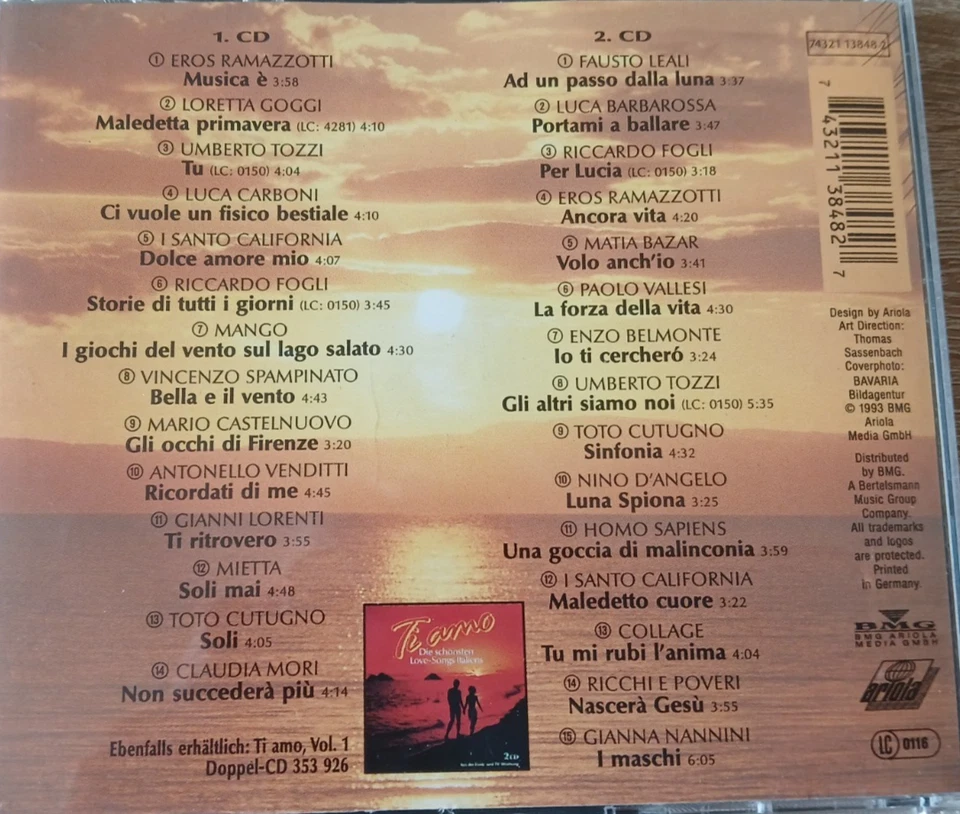 1. CD
① EROS RAMAZZOTTI
Musica è 3:58
② LORETTA GOGGI
Maledetta primavera (LC: 4281) 4:10
③ UMBERTO TOZZI
Tu (LC: 0150) 4:04
④ LUCA CARBONI
Ci vuole un fisico bestiale 4:10
⑤ I SANTO CALIFORNIA
Dolce amore mio 4:07
⑥ RICCARDO FOGLI
Storie di tutti i giorni (LC: 0150) 3:45
⑦ MANGO
I giochi del vento sul lago salato 4:30
⑧ VINCENZO SPAMPINATO
Bella e il vento 4:43
⑨ MARIO CASTELNUOVO
Gli occhi di Firenze 3:20
⑩ ANTONELLO VENDITTI
Ricordati di me 4:45
⑪ GIANNI LORENTI
Ti ritrovero 3:55
⑫ MIETTA
Soli mai 4:48
⑬ TOTO CUTUGNO
Soli 4:05
⑭ CLAUDIA MORI
Non succederà più 4:14
Ebenfalls erhältlich: Ti amo, Vol. 1
Doppel-CD 353 926
Ti amo
Die schönsten
Love-Songs Italiens
2CD
2. CD
① FAUSTO LEALI
Ad un passo dalla luna 3:37
② LUCA BARBAROSSA
Portami a ballare 3:47
③ RICCARDO FOGLI
Per Lucia (LC: 0150) 3:18
④ EROS RAMAZZOTTI
Ancora vita 4:20
⑤ MATIA BAZAR
Volo anch'io 3:41
⑥ PAOLO VALLESI
La forza della vita 4:30
⑦ ENZO BELMONTE
Io ti cercheró 3:24
⑧ UMBERTO TOZZI
Gli altri siamo noi (LC: 0150) 5:35
⑨ TOTO CUTUGNO
Sinfonia 4:32
⑩ NINO D'ANGELO
Luna Spiona 3:25
⑪ HOMO SAPIENS
Una goccia di malinconia 3:59
⑫ I SANTO CALIFORNIA
Maledetto cuore 3:22
⑬ COLLAGE
Tu mi rubi l'anima 4:04
⑭ RICCHI E POVERI
Nascerà Gesù 3:55
⑮ GIANNA NANNINI
I maschi 6:05
74321 13848-2
7 43211 38482 7
Design by Ariola
Art Direction:
Thomas
Sassenbach
Coverphoto:
BAVARIA
Bildagentur
© 1993 BMG
Ariola
Media GmbH
Distributed
by BMG.
A Bertelsmann
Music Group
Company.
All trademarks
and logos
are protected.
Printed
in Germany.
BMG
BMG ARIOLA
MEDIA GMBH
ariola
LC 0116